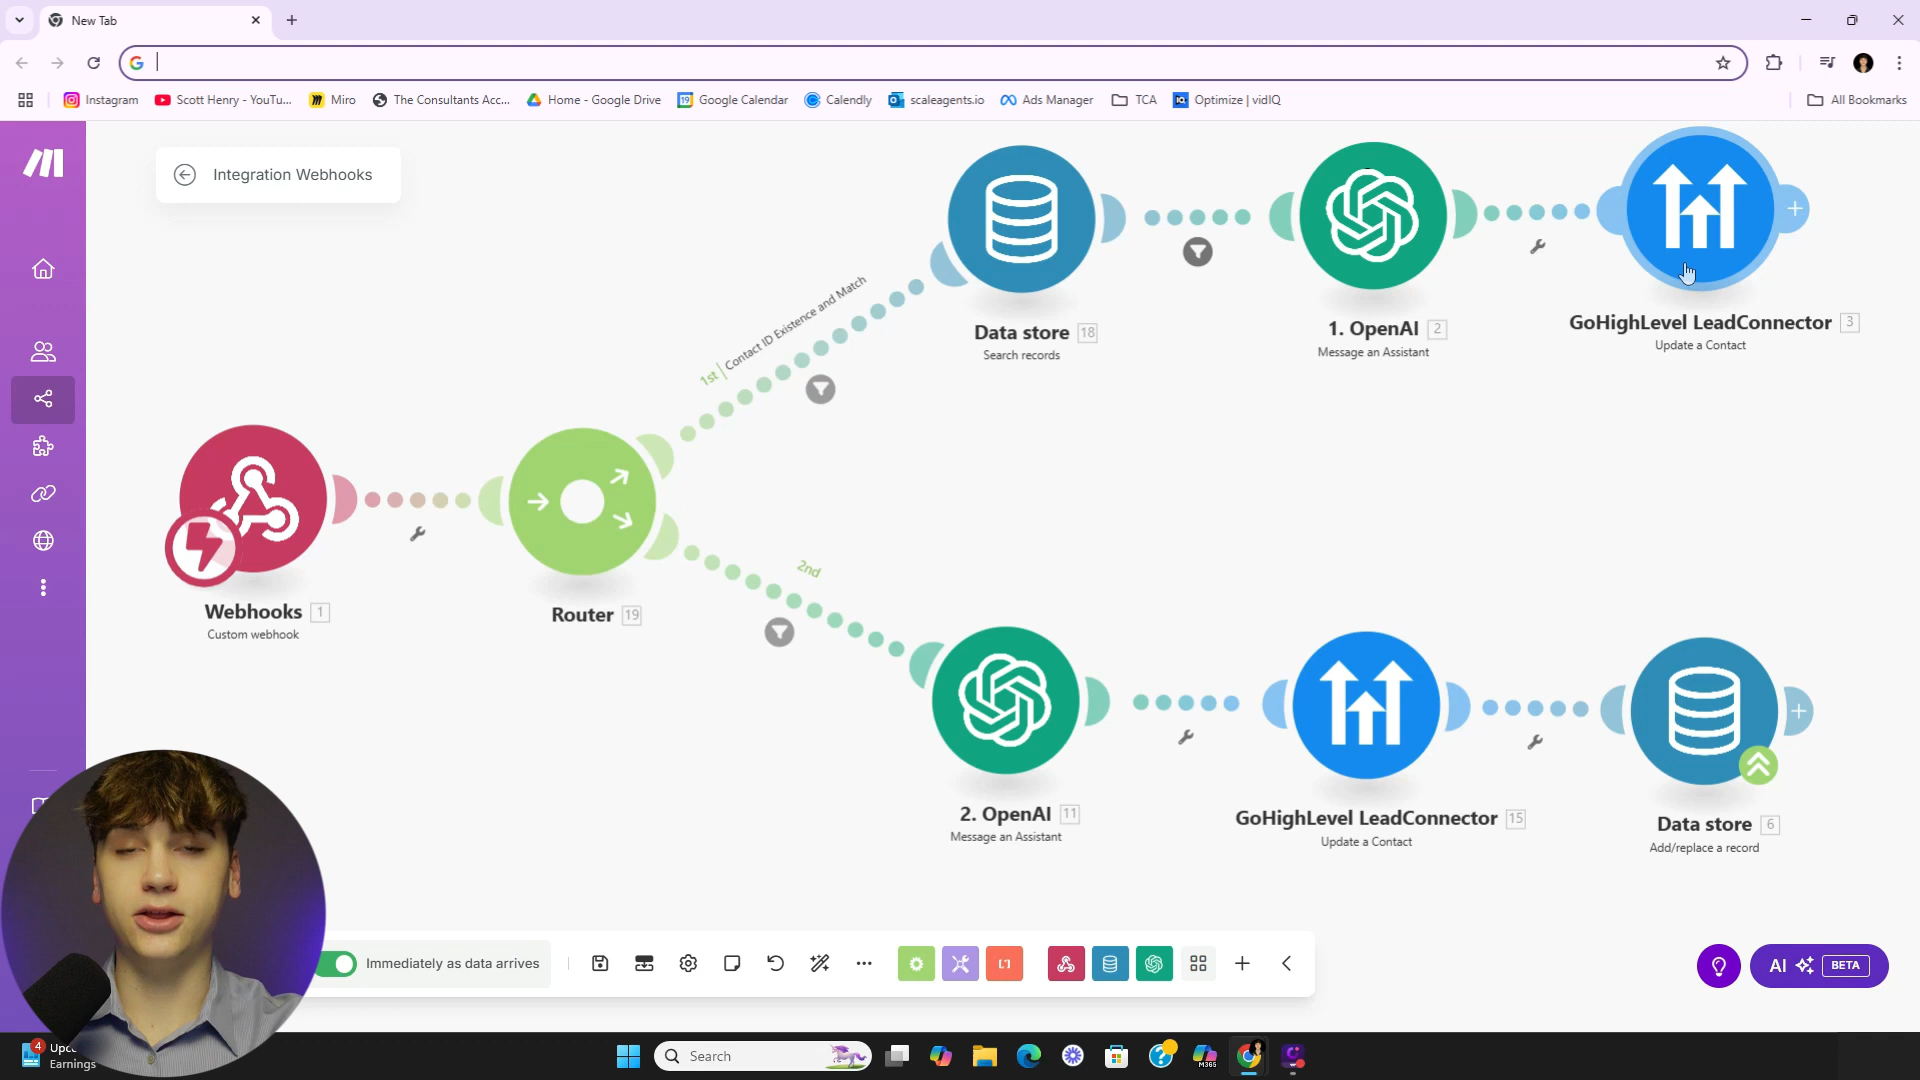 New Tab
Instagram
Scott Henry - YouTu...
Miro
The Consultants Acc...
Home - Google Drive
Google Calendar
Calendly
scaleagents.io
Ads Manager
TCA
Optimize | vidIQ
All Bookmarks
Integration Webhooks
1st | Contact ID Existence and Match
Data store 18
Search records
1. OpenAI 2
Message an Assistant
GoHighLevel LeadConnector 3
Update a Contact
Webhooks 1
Custom webhook
Router 19
2nd
2. OpenAI 11
Message an Assistant
GoHighLevel LeadConnector 15
Update a Contact
Data store 6
Add/replace a record
Immediately as data arrives
AI BETA
4
Earnings
Search
M365